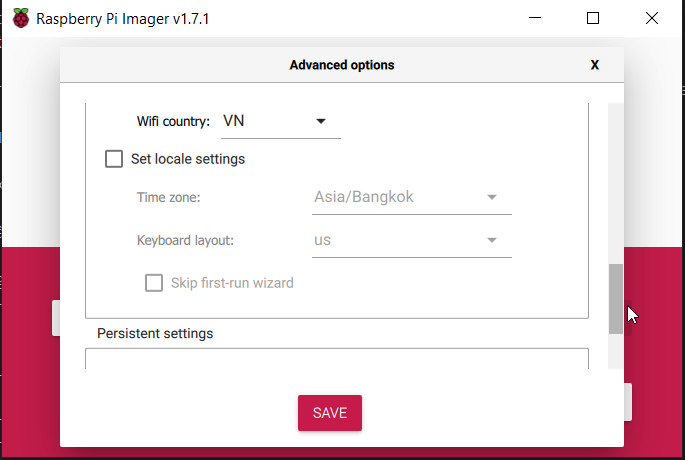 Raspberry Pi Imager v1.7.1
Advanced options X
Wifi country: VN
Set locale settings
Time zone: Asia/Bangkok
Keyboard layout: us
Skip first-run wizard
Persistent settings
SAVE